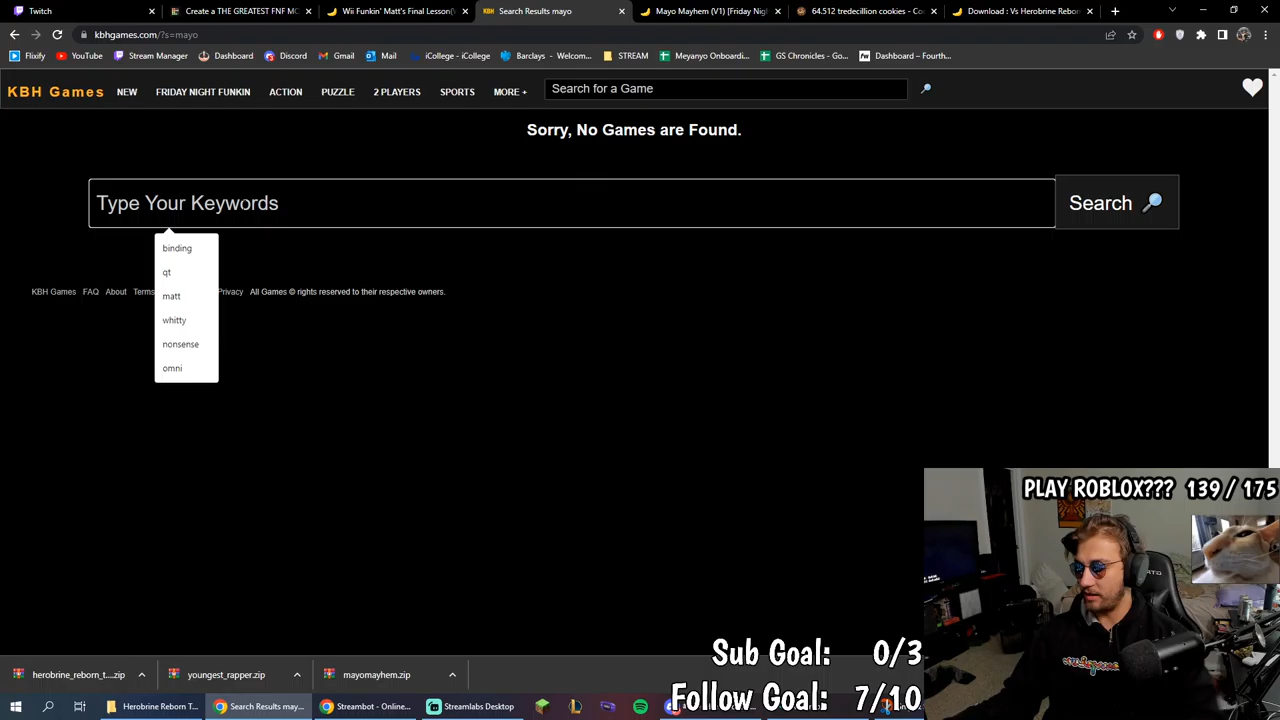 Twitch
Create a THE GREATEST FNF MC
Wii Funkin' Matt's Final Lesson(V
Search Results mayo
Mayo Mayhem (V1) [Friday Nigh
64.512 tredecillion cookies - Co
Download : Vs Herobrine Rebor
kbhgames.com/?s=mayo
Flixify
YouTube
Stream Manager
Dashboard
Discord
Gmail
Mail
iCollege - iCollege
Barclays - Welcom...
STREAM
Meyanyo Onboardi...
GS Chronicles - Go...
Dashboard – Fourth...
KBH Games NEW FRIDAY NIGHT FUNKIN ACTION PUZZLE 2 PLAYERS SPORTS MORE + Search for a Game
Sorry, No Games are Found.
Type Your Keywords
Search
binding
qt
matt
whitty
nonsense
omni
KBH Games FAQ About Terms Privacy All Games © rights reserved to their respective owners.
PLAY ROBLOX??? 139 / 175
Sub Goal: 0/3
Follow Goal: 7/10
herobrine_reborn_t....zip
youngest_rapper.zip
mayomayhem.zip
Herobrine Reborn T...
Search Results may...
Streambot - Online...
Streamlabs Desktop